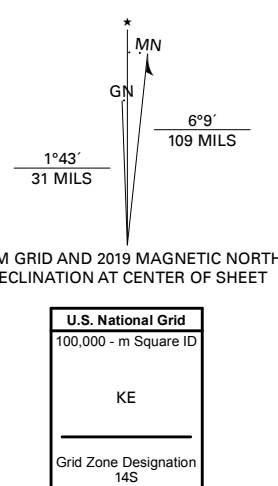 ★
MN
GN
6°9´
109 MILS
1°43´
31 MILS
M GRID AND 2019 MAGNETIC NORTH
ECLINATION AT CENTER OF SHEET
U.S. National Grid
100,000 - m Square ID
KE
Grid Zone Designation
14S